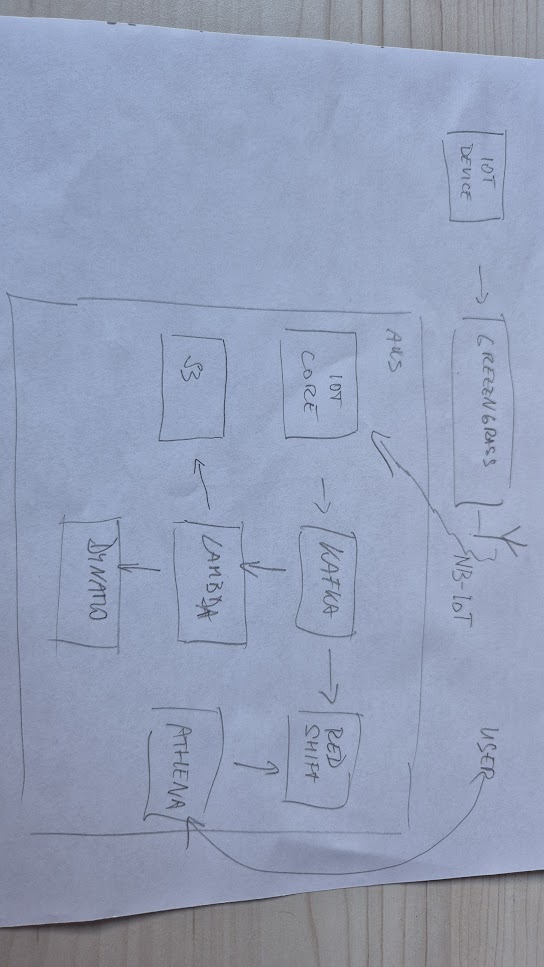 IOT
DEVICE
GREENGRASS
NB-IOT
USER
AWS
IOT
CORE
KAFKA
RED
SHIFT
S3
LAMBDA
ATHENA
DYNAMO